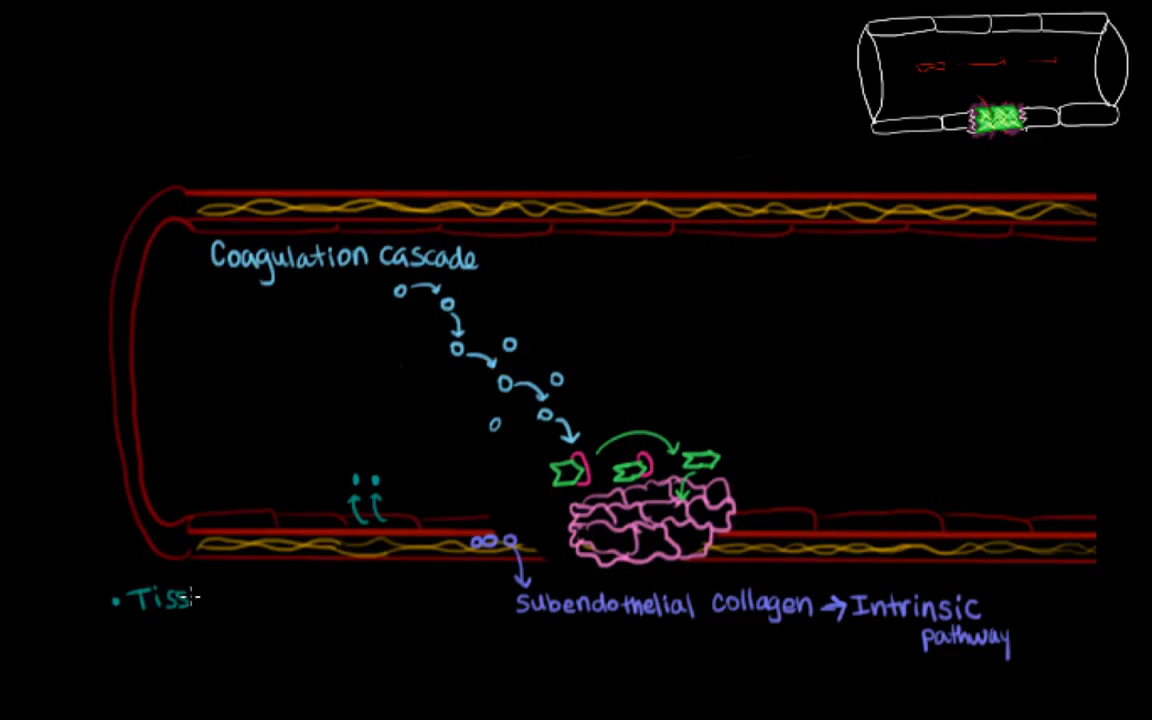 Coagulation cascade
• Tiss
Subendothelial collagen → Intrinsic
pathway